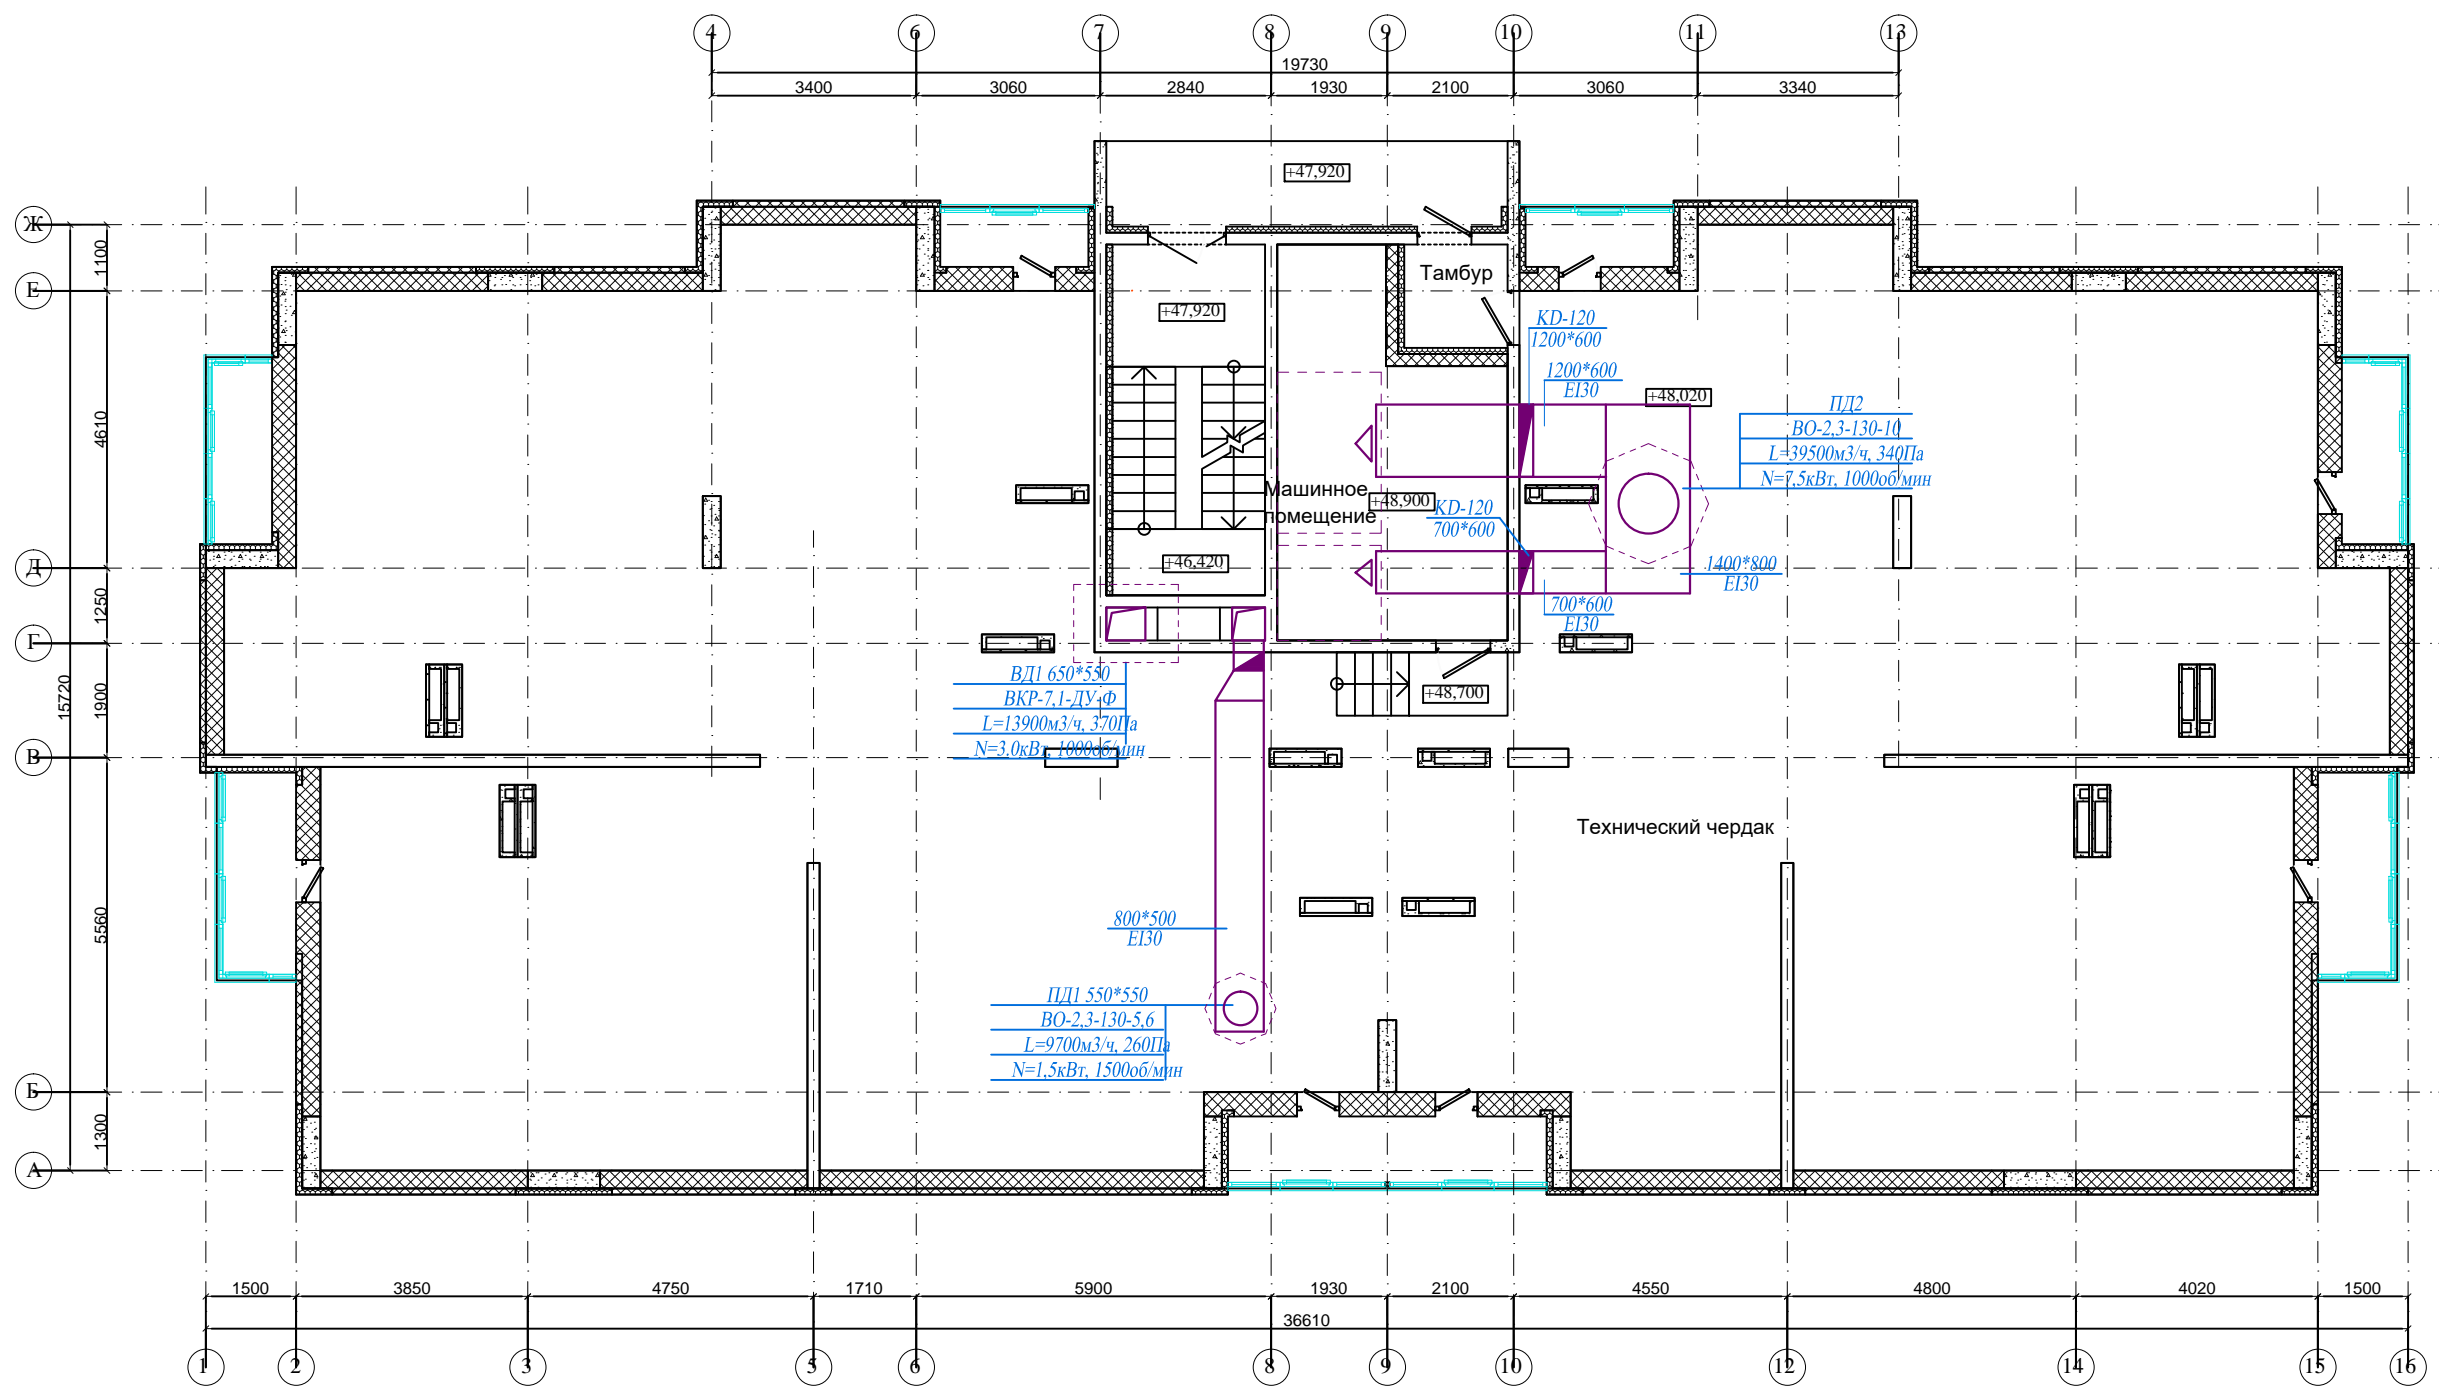 4 6 7 8 9 10 11 13
19730
3400 3060 2840 1930 2100 3060 3340
+47,920
Ж
1100
Е
Тамбур
+47,920
KD-120
1200*600
1200*600
EI30
+48,020
ПД2
ВО-2,3-130-10
L=39500м3/ч, 340Па
N=7,5кВт, 1000об/мин
4610
Машинное
помещение
+48,900
KD-120
700*600
+46,420
1400*800
EI30
Д
1250
700*600
EI30
Г
15720
1900
ВД1 650*550
ВКР-7,1-ДУ-Ф
L=13900м3/ч, 370Па
N=3,0кВт, 1000об/мин
+48,700
В
Технический чердак
5560
800*500
EI30
ПД1 550*550
ВО-2,3-130-5,6
L=9700м3/ч, 260Па
N=1,5кВт, 1500об/мин
Б
1300
А
1500 3850 4750 1710 5900 1930 2100 4550 4800 4020 1500
36610
1 2 3 5 6 8 9 10 12 14 15 16